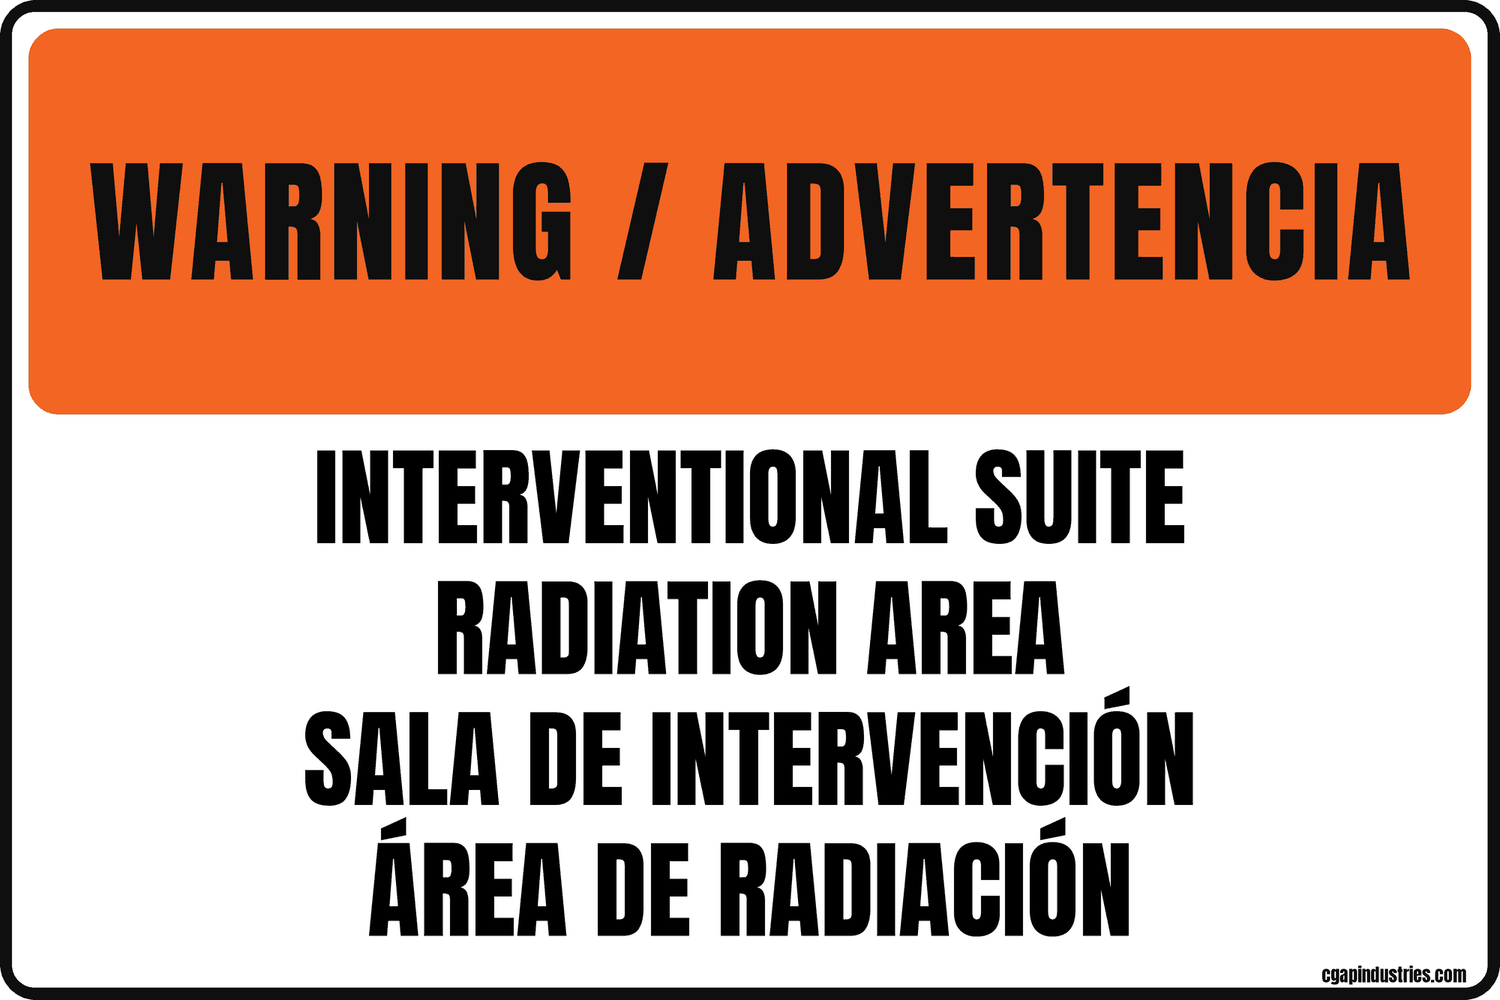 WARNING / ADVERTENCIA
INTERVENTIONAL SUITE
RADIATION AREA
SALA DE INTERVENCIÓN
ÁREA DE RADIACIÓN
cgapindustries.com